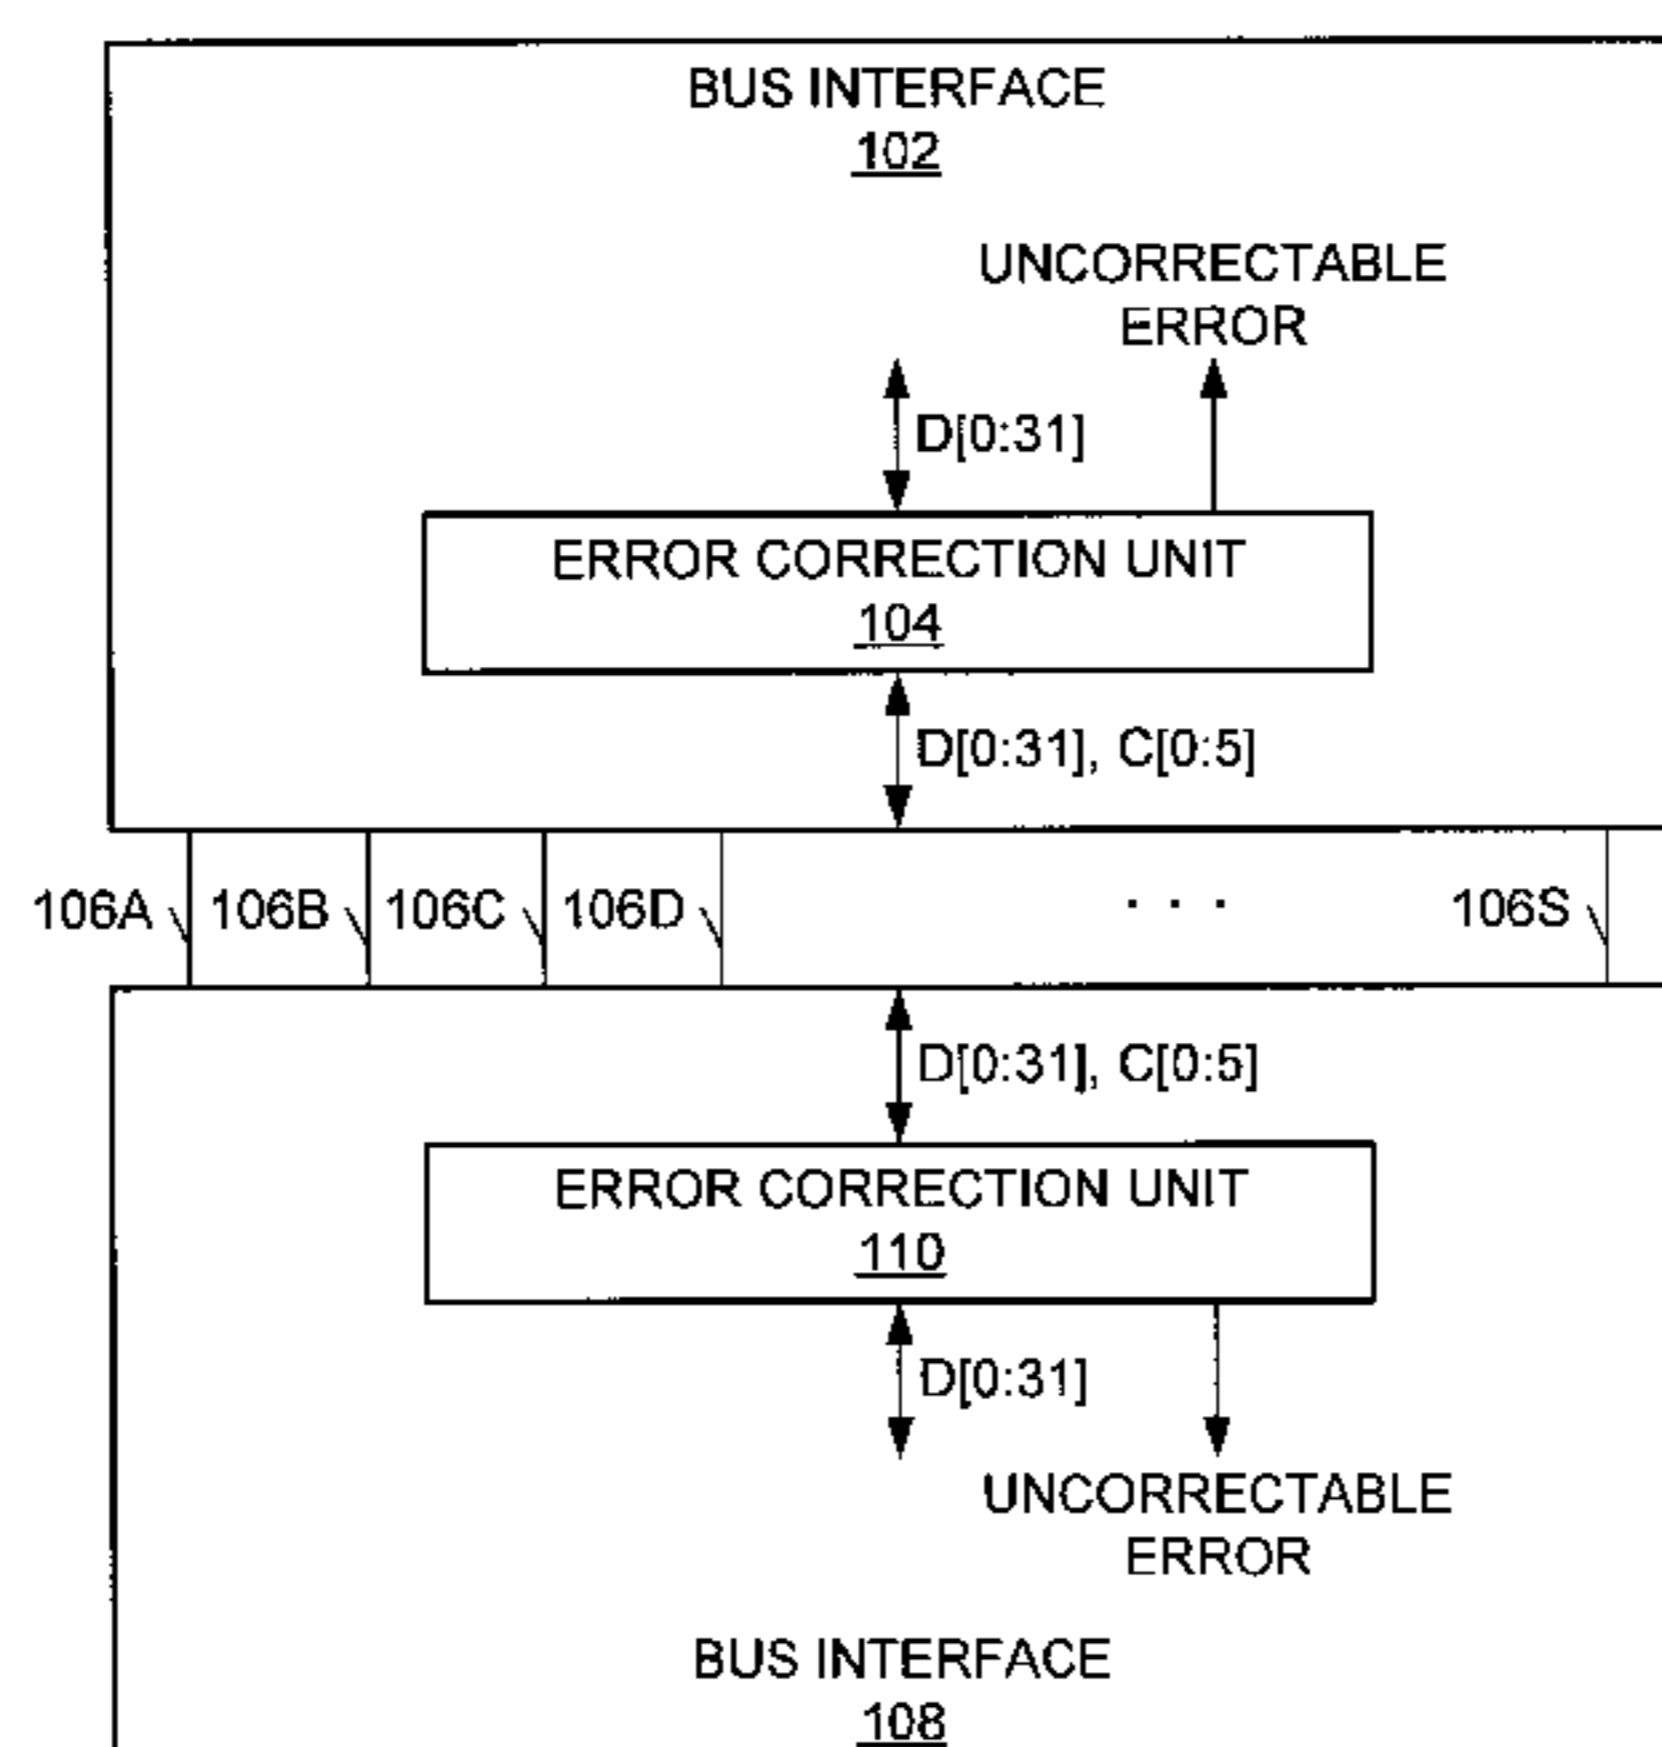 BUS INTERFACE
102
UNCORRECTABLE
ERROR
D[0:31]
ERROR CORRECTION UNIT
104
D[0:31], C[0:5]
106A 106B 106C 106D . . . 106S
D[0:31], C[0:5]
ERROR CORRECTION UNIT
110
D[0:31]
UNCORRECTABLE
ERROR
BUS INTERFACE
108